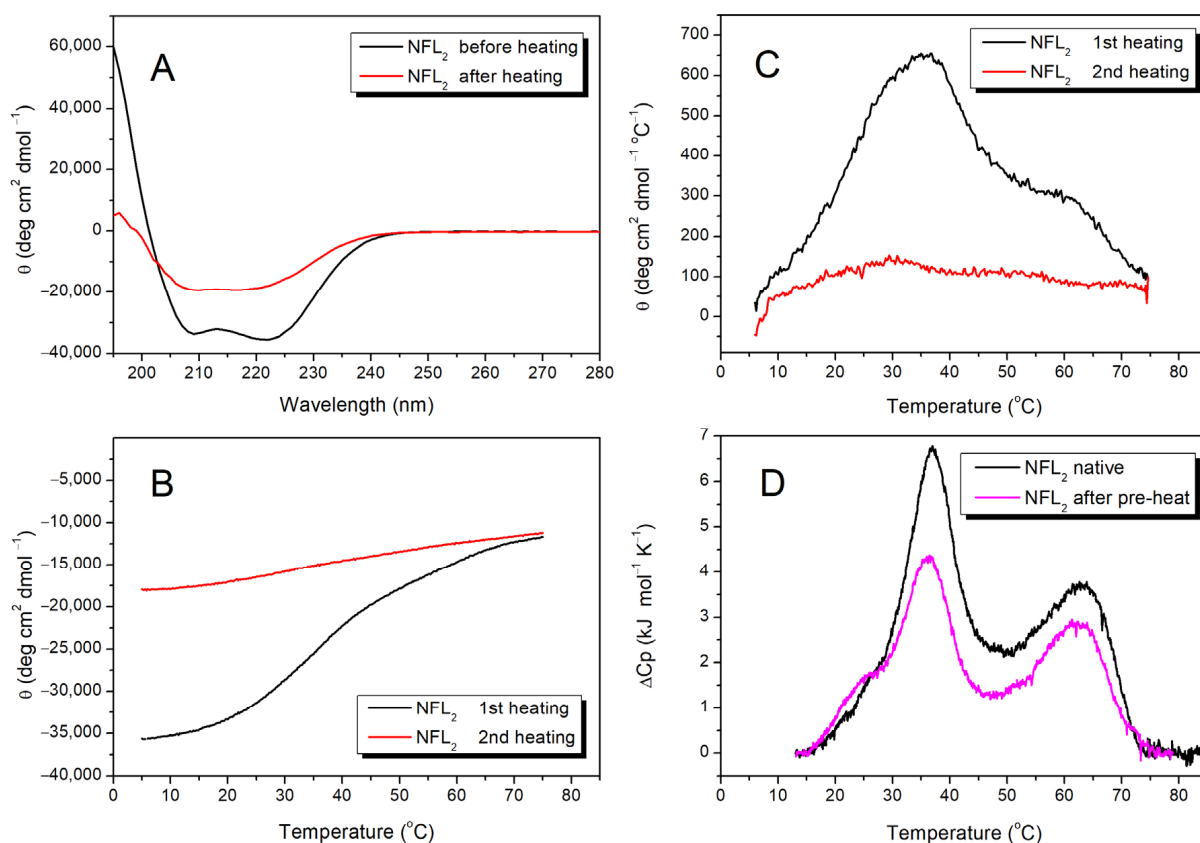 A
NFL₂ before heating
NFL₂ after heating
θ (deg cm² dmol⁻¹)
60,000
40,000
20,000
0
−20,000
−40,000
200 210 220 230 240 250 260 270 280
Wavelength (nm)
C
NFL₂ 1st heating
NFL₂ 2nd heating
θ (deg cm² dmol⁻¹ °C⁻¹)
700
600
500
400
300
200
100
0
0 10 20 30 40 50 60 70 80
Temperature (°C)
B
NFL₂ 1st heating
NFL₂ 2nd heating
θ (deg cm² dmol⁻¹)
−5,000
−10,000
−15,000
−20,000
−25,000
−30,000
−35,000
−40,000
0 10 20 30 40 50 60 70 80
Temperature (°C)
D
NFL₂ native
NFL₂ after pre-heat
ΔCp (kJ mol⁻¹ K⁻¹)
7
6
5
4
3
2
1
0
0 10 20 30 40 50 60 70 80
Temperature (°C)